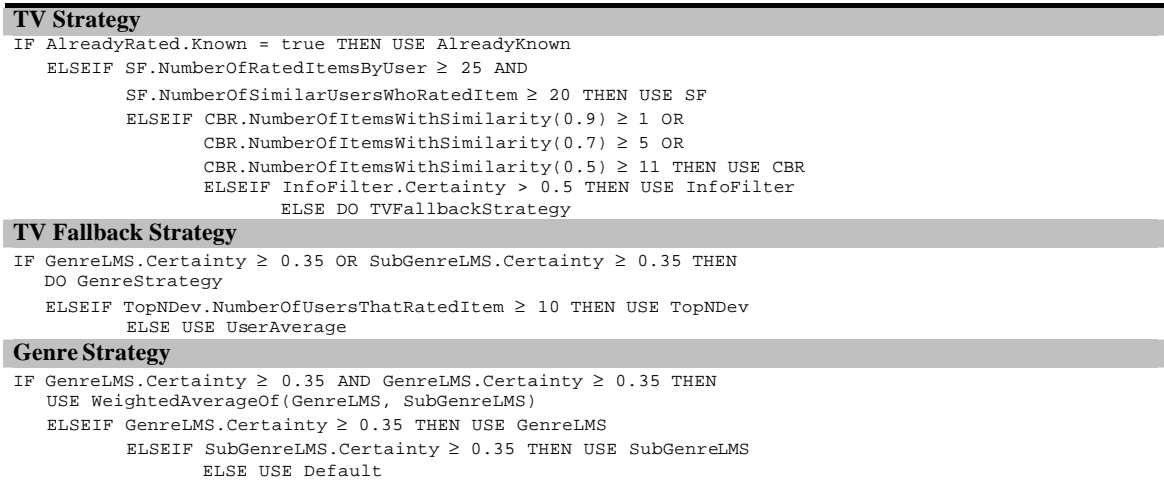 TV Strategy
IF AlreadyRated.Known = true THEN USE AlreadyKnown
ELSEIF SF.NumberOfRatedItemsByUser ≥ 25 AND
SF.NumberOfSimilarUsersWhoRatedItem ≥ 20 THEN USE SF
ELSEIF CBR.NumberOfItemsWithSimilarity(0.9) ≥ 1 OR
CBR.NumberOfItemsWithSimilarity(0.7) ≥ 5 OR
CBR.NumberOfItemsWithSimilarity(0.5) ≥ 11 THEN USE CBR
ELSEIF InfoFilter.Certainty > 0.5 THEN USE InfoFilter
ELSE DO TVFallbackStrategy
TV Fallback Strategy
IF GenreLMS.Certainty ≥ 0.35 OR SubGenreLMS.Certainty ≥ 0.35 THEN
DO GenreStrategy
ELSEIF TopNDev.NumberOfUsersThatRatedItem ≥ 10 THEN USE TopNDev
ELSE USE UserAverage
Genre Strategy
IF GenreLMS.Certainty ≥ 0.35 AND GenreLMS.Certainty ≥ 0.35 THEN
USE WeightedAverageOf(GenreLMS, SubGenreLMS)
ELSEIF GenreLMS.Certainty ≥ 0.35 THEN USE GenreLMS
ELSEIF SubGenreLMS.Certainty ≥ 0.35 THEN USE SubGenreLMS
ELSE USE Default